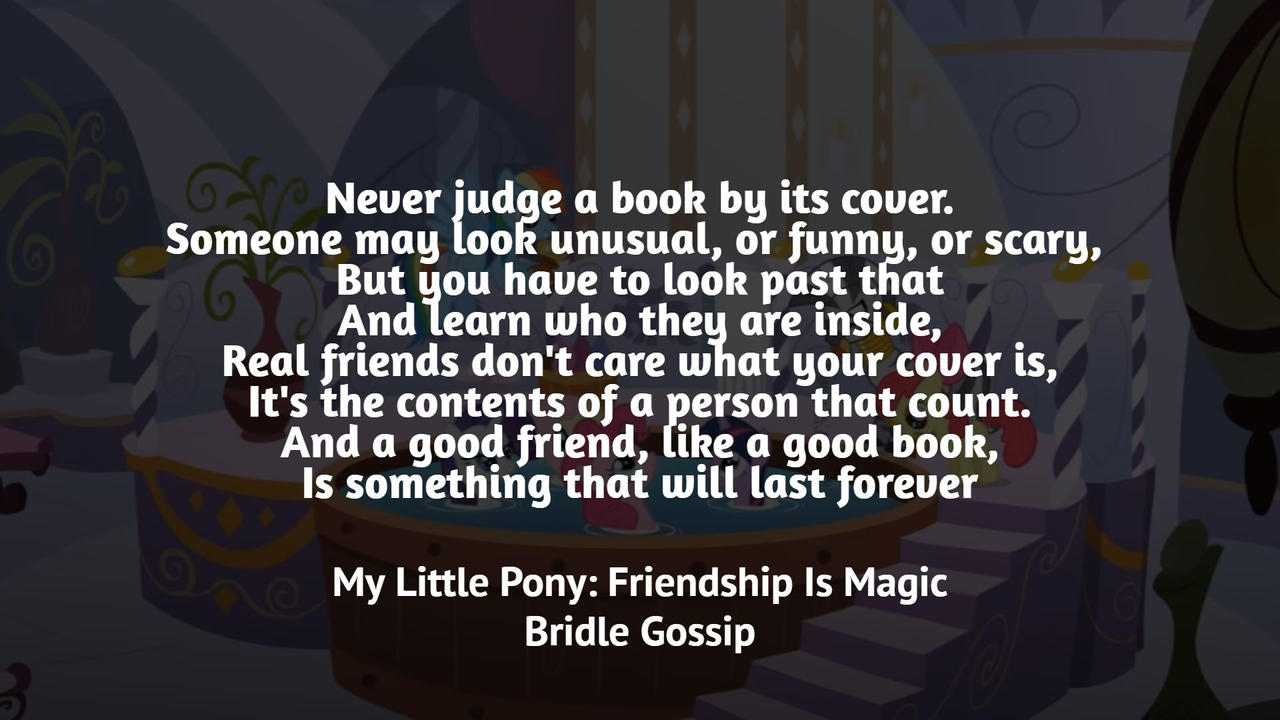 Never judge a book by its cover.
Someone may look unusual, or funny, or scary,
But you have to look past that
And learn who they are inside,
Real friends don't care what your cover is,
It's the contents of a person that count.
And a good friend, like a good book,
Is something that will last forever
My Little Pony: Friendship Is Magic
Bridle Gossip